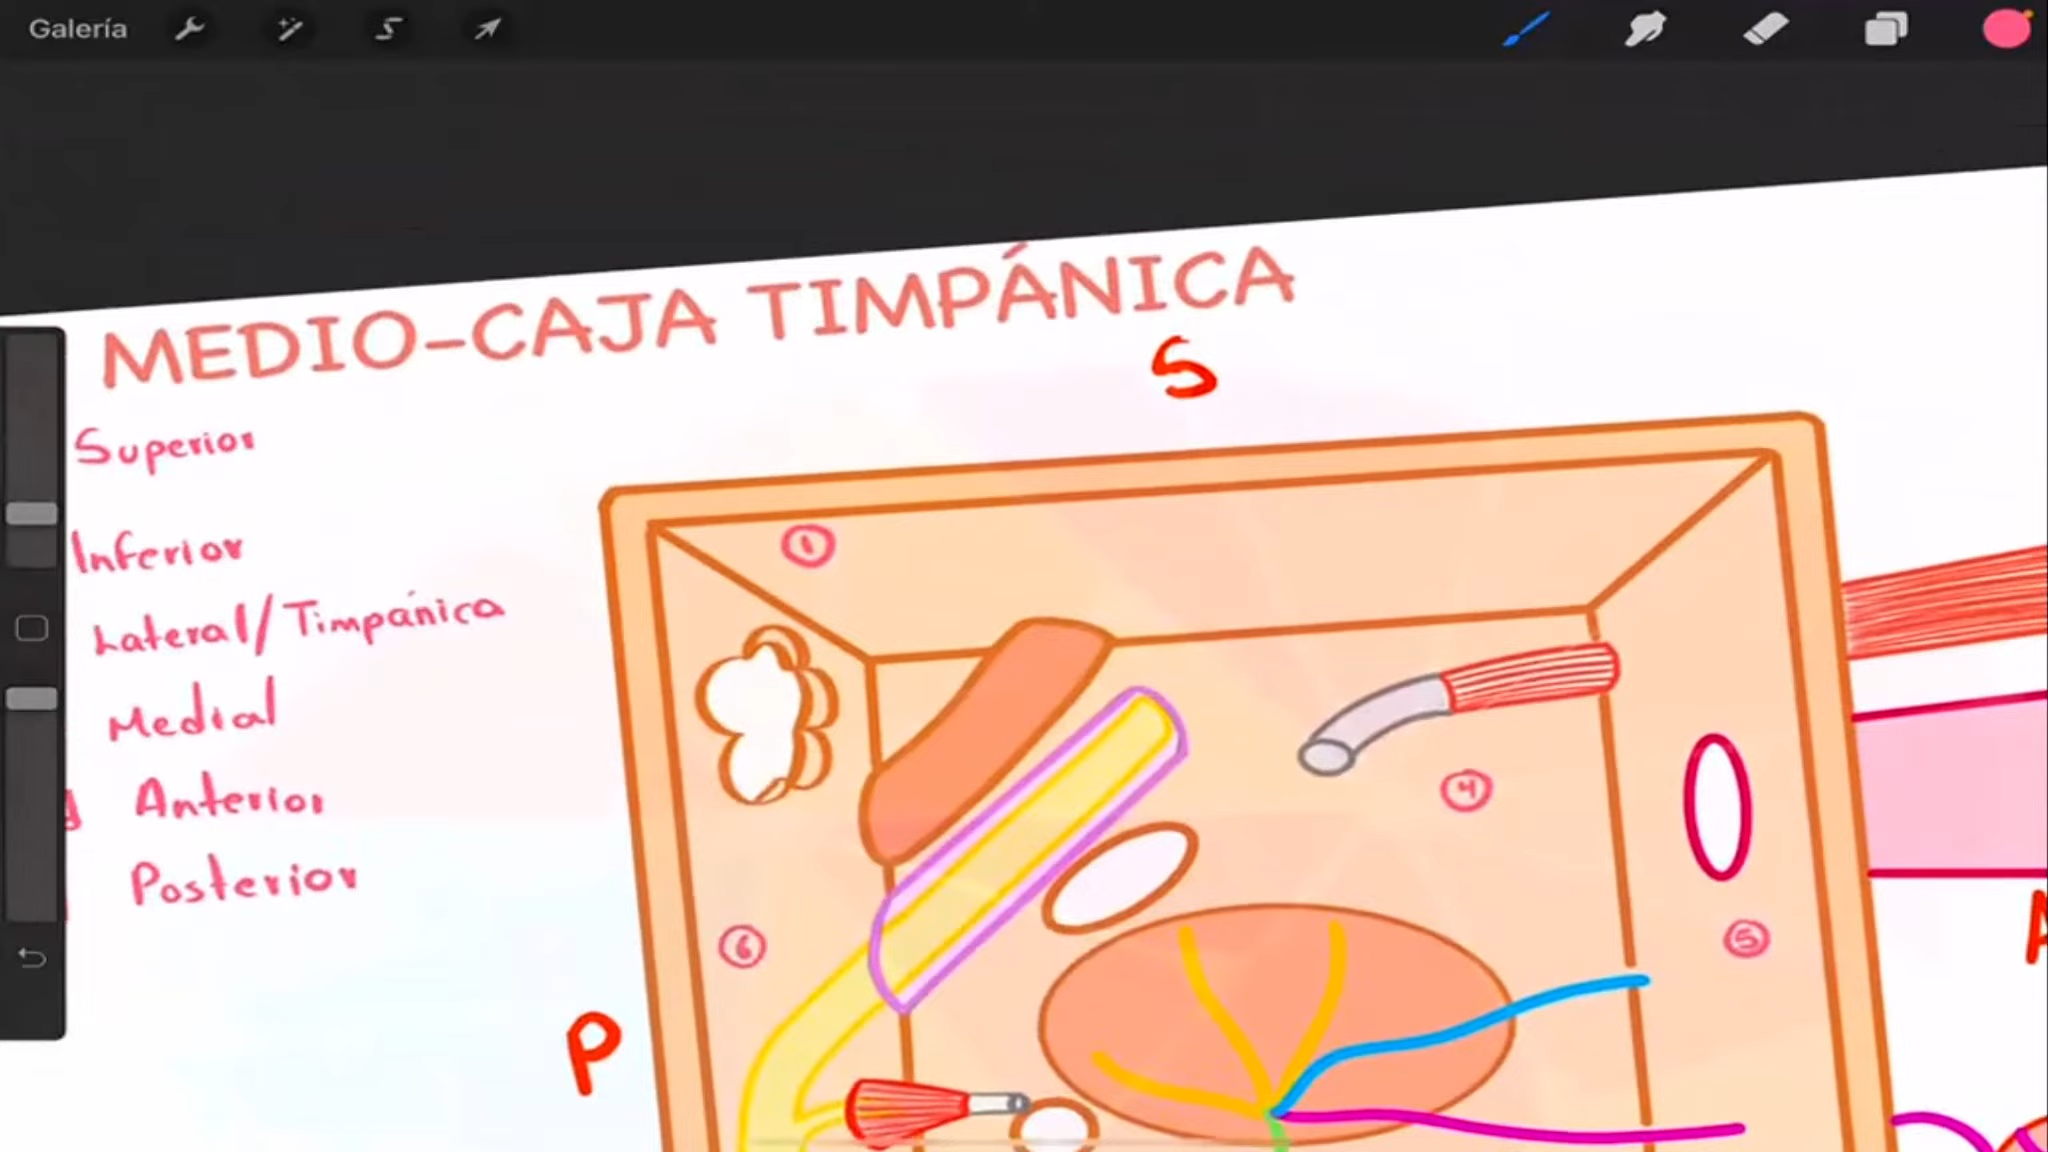 Galería
MEDIO-CAJA TIMPÁNICA
S
Superior
Inferior
Lateral/Timpánica
Medial
Anterior
Posterior
1
4
6
5
P
A